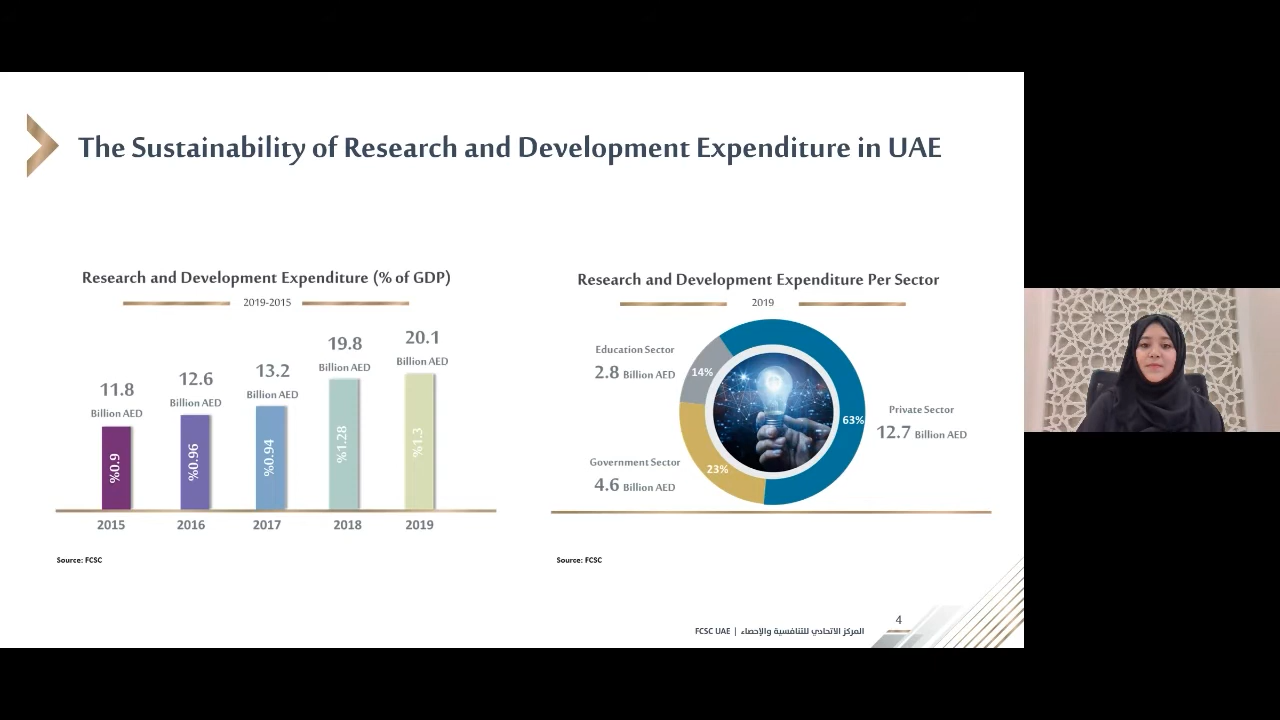 The Sustainability of Research and Development Expenditure in UAE
Research and Development Expenditure (% of GDP)
2019-2015
11.8
Billion AED
%0.9
2015
12.6
Billion AED
%0.96
2016
13.2
Billion AED
%0.94
2017
19.8
Billion AED
%1.28
2018
20.1
Billion AED
%1.3
2019
Source: FCSC
Research and Development Expenditure Per Sector
2019
Education Sector
2.8 Billion AED
14%
Private Sector
12.7 Billion AED
63%
Government Sector
4.6 Billion AED
23%
Source: FCSC
FCSC UAE | المركز الاتحادي للتنافسية والإحصاء
4